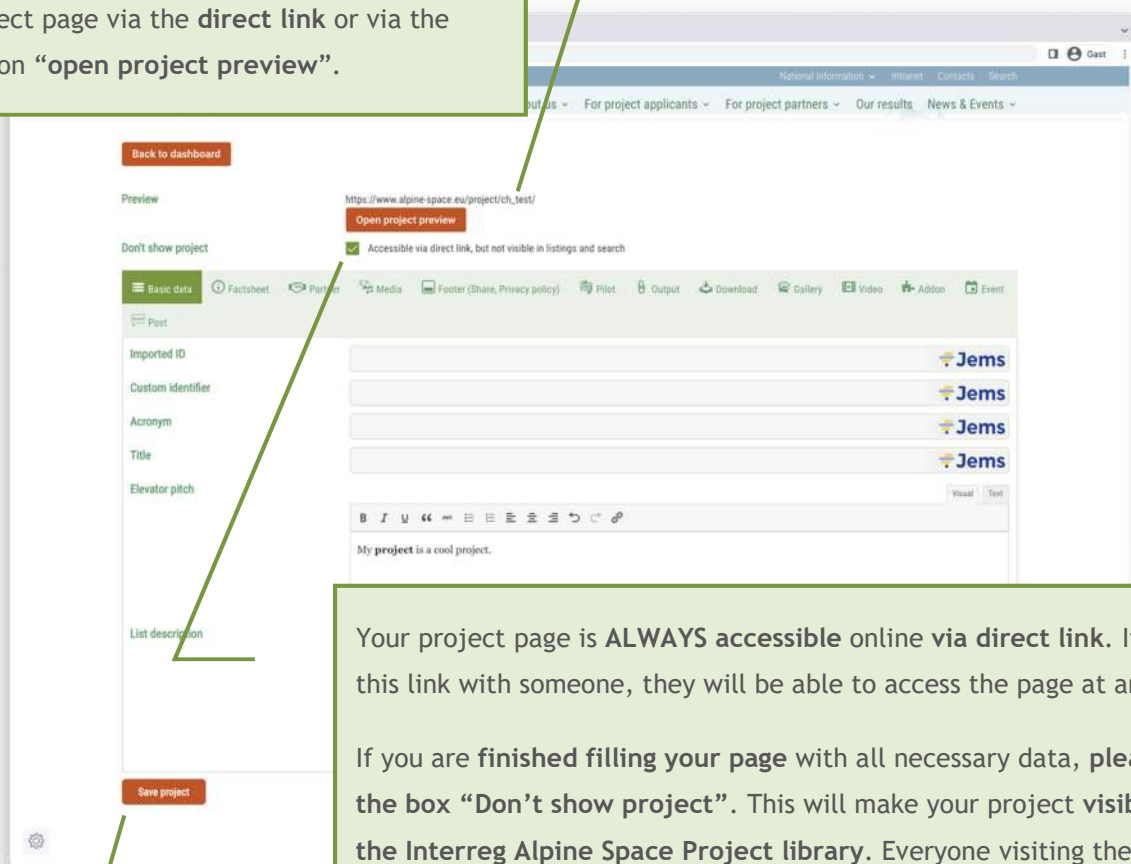 ect page via the direct link or via the
on “open project preview”.
Gast
National information Intranet Contacts Search
out us For project applicants For project partners Our results News & Events
Back to dashboard
Preview
https://www.alpine-space.eu/project/ch_test/
Open project preview
Don't show project
Accessible via direct link, but not visible in listings and search
Basic data Factsheet Partner Media Footer (Share, Privacy policy) Pilot Output Download Gallery Video Addon Event
Post
Imported ID
Jems
Custom identifier
Jems
Acronym
Jems
Title
Jems
Elevator pitch
Visual Text
My project is a cool project.
List description
Your project page is ALWAYS accessible online via direct link. I
this link with someone, they will be able to access the page at a
If you are finished filling your page with all necessary data, plea
the box “Don’t show project”. This will make your project visib
the Interreg Alpine Space Project library. Everyone visiting the
Save project